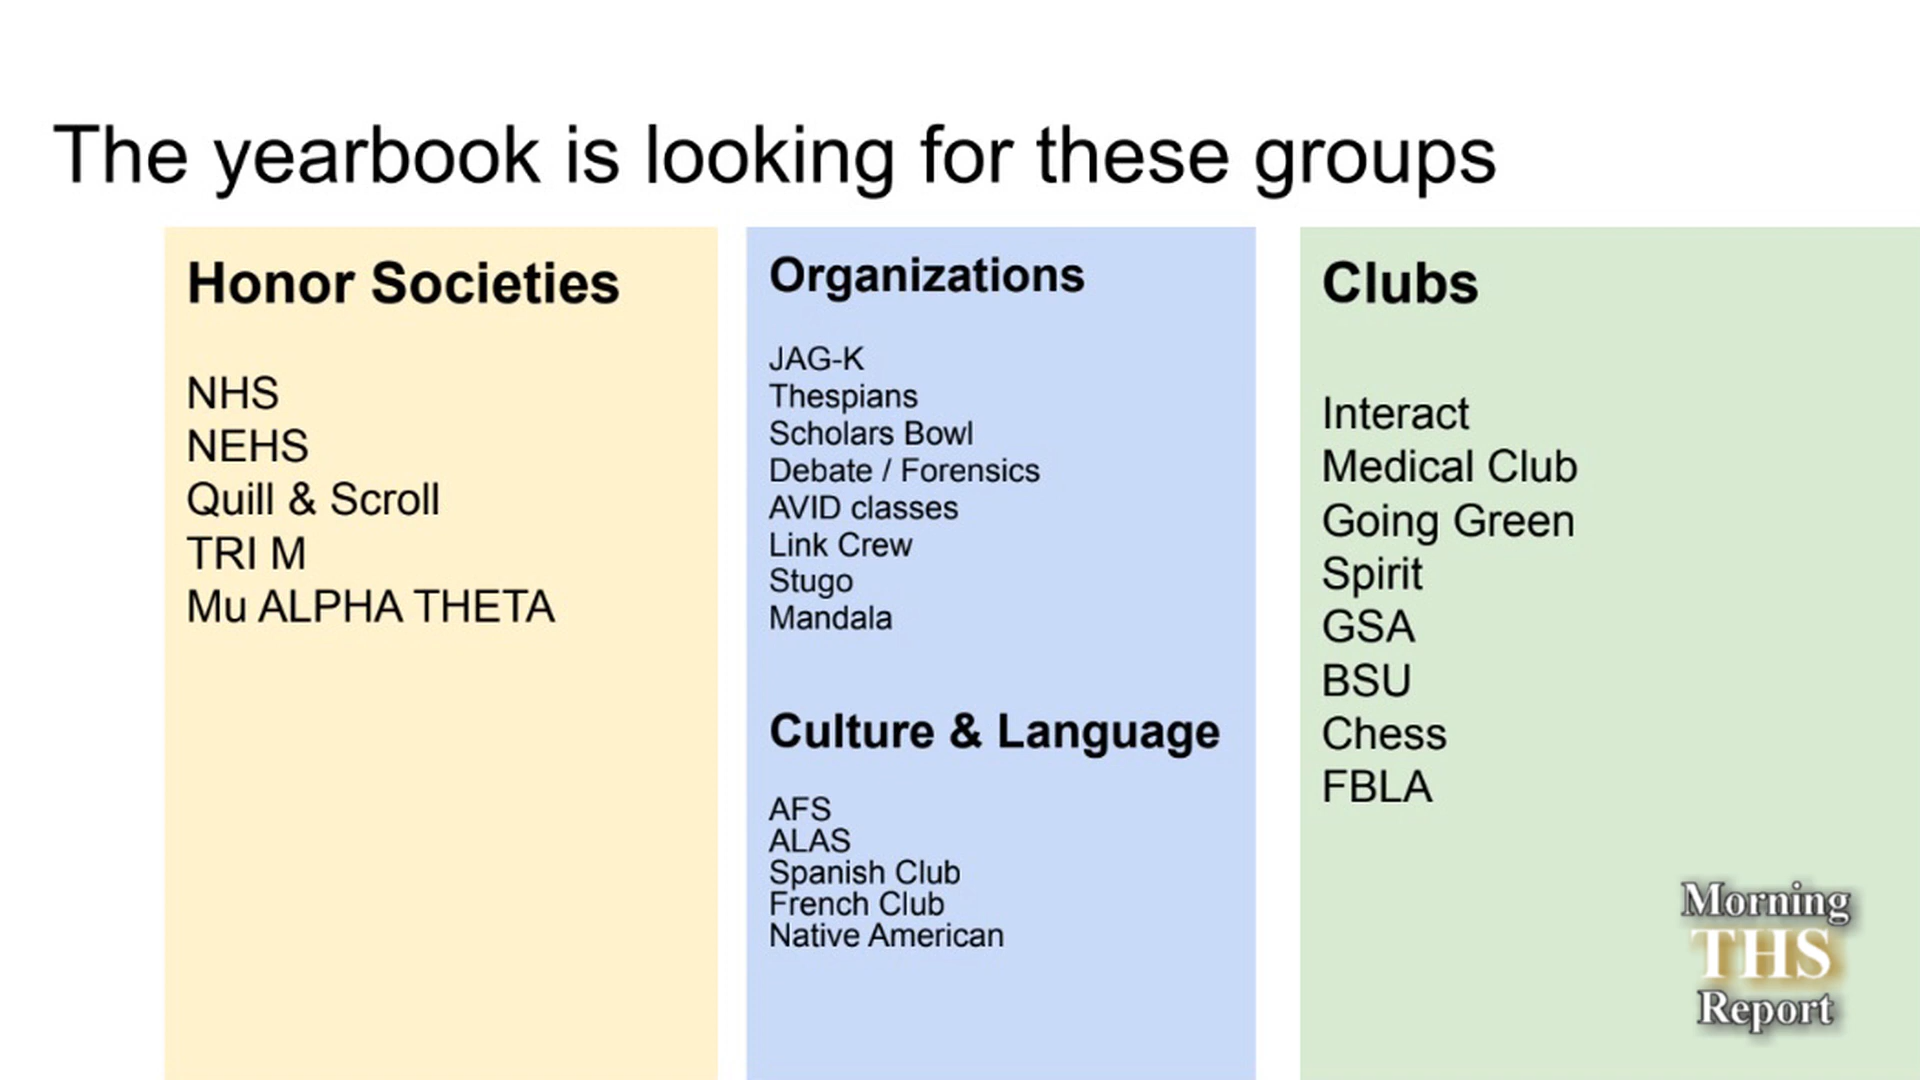 The yearbook is looking for these groups
Honor Societies
NHS
NEHS
Quill & Scroll
TRI M
Mu ALPHA THETA
Organizations
JAG-K
Thespians
Scholars Bowl
Debate / Forensics
AVID classes
Link Crew
Stugo
Mandala
Culture & Language
AFS
ALAS
Spanish Club
French Club
Native American
Clubs
Interact
Medical Club
Going Green
Spirit
GSA
BSU
Chess
FBLA
Morning
THS
Report